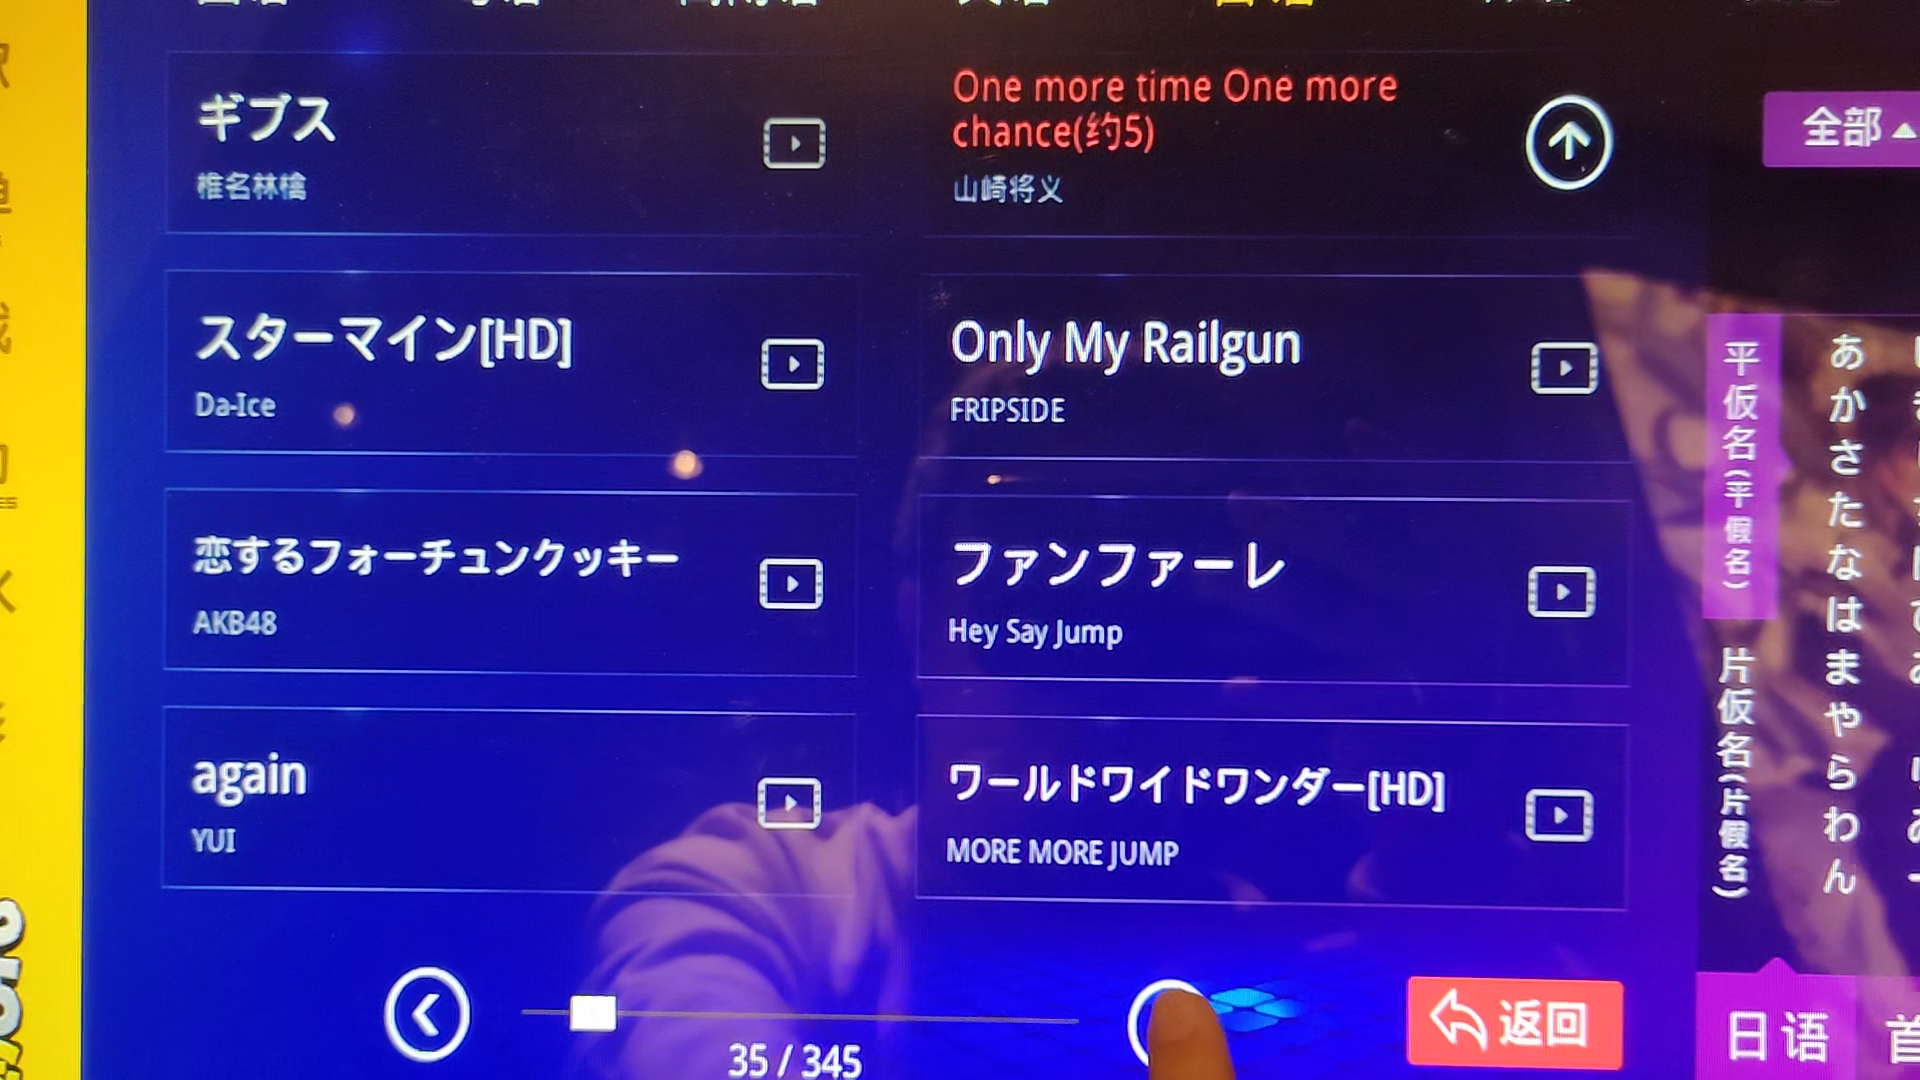 ギブス
椎名林檎
One more time One more
chance(约5)
山崎将义
全部
スターマイン[HD]
Da-Ice
Only My Railgun
FRIPSIDE
恋するフォーチュンクッキー
AKB48
ファンファーレ
Hey Say Jump
again
YUI
ワールドワイドワンダー[HD]
MORE MORE JUMP
平仮名(平假名)
片仮名(片假名)
あ
か
さ
た
な
は
ま
や
ら
わ
ん
35 / 345
返回
日语